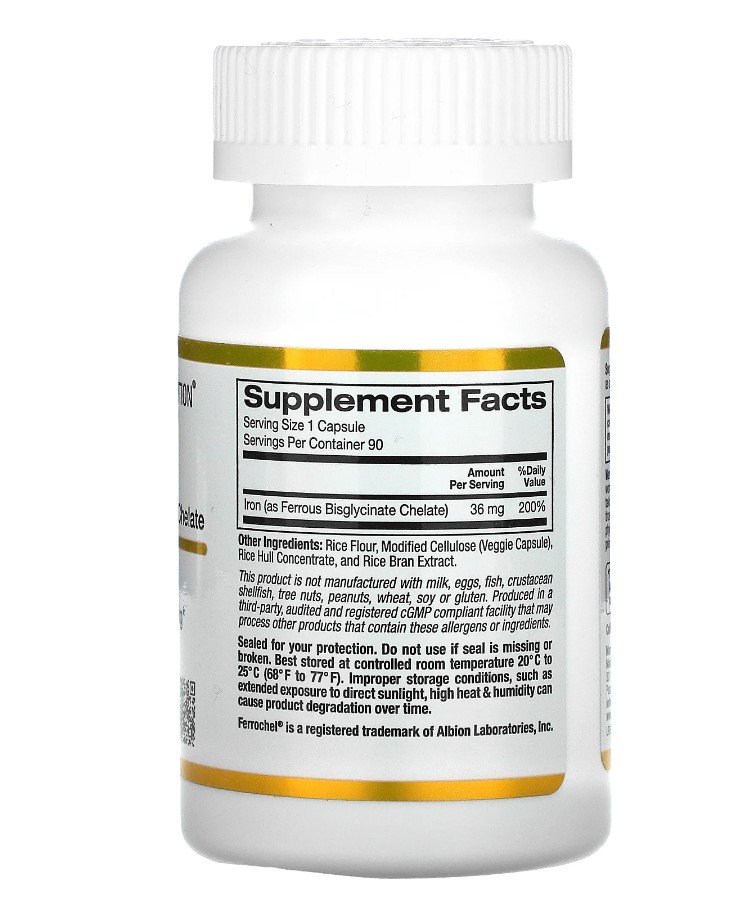 Supplement Facts
Serving Size 1 Capsule
Servings Per Container 90
Amount Per Serving
%Daily Value
Iron (as Ferrous Bisglycinate Chelate) 36 mg 200%
Other Ingredients: Rice Flour, Modified Cellulose (Veggie Capsule),
Rice Hull Concentrate, and Rice Bran Extract.
This product is not manufactured with milk, eggs, fish, crustacean
shellfish, tree nuts, peanuts, wheat, soy or gluten. Produced in a
third-party, audited and registered cGMP compliant facility that may
process other products that contain these allergens or ingredients.
Sealed for your protection. Do not use if seal is missing or
broken. Best stored at controlled room temperature 20°C to
25°C (68°F to 77°F). Improper storage conditions, such as
extended exposure to direct sunlight, high heat & humidity can
cause product degradation over time.
Ferrochel® is a registered trademark of Albion Laboratories, Inc.
Chelate